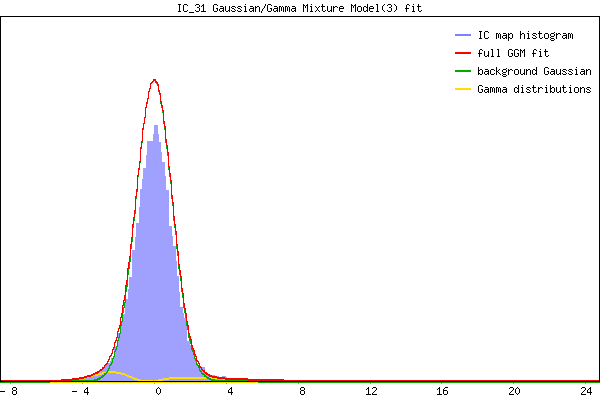 IC_31 Gaussian/Gamma Mixture Model(3) fit
IC map histogram
full GGM fit
background Gaussian
Gamma distributions
-8 -4 0 4 8 12 16 20 24